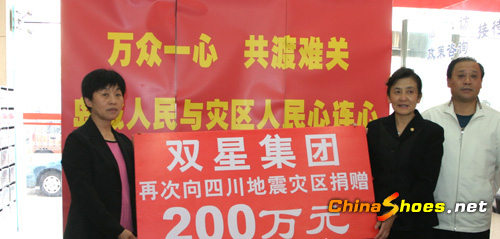 万众一心 共渡难关
人民与灾区人民心连心
双星集团
再次向四川地震灾区捐赠
200万元
ChinaShoes.net